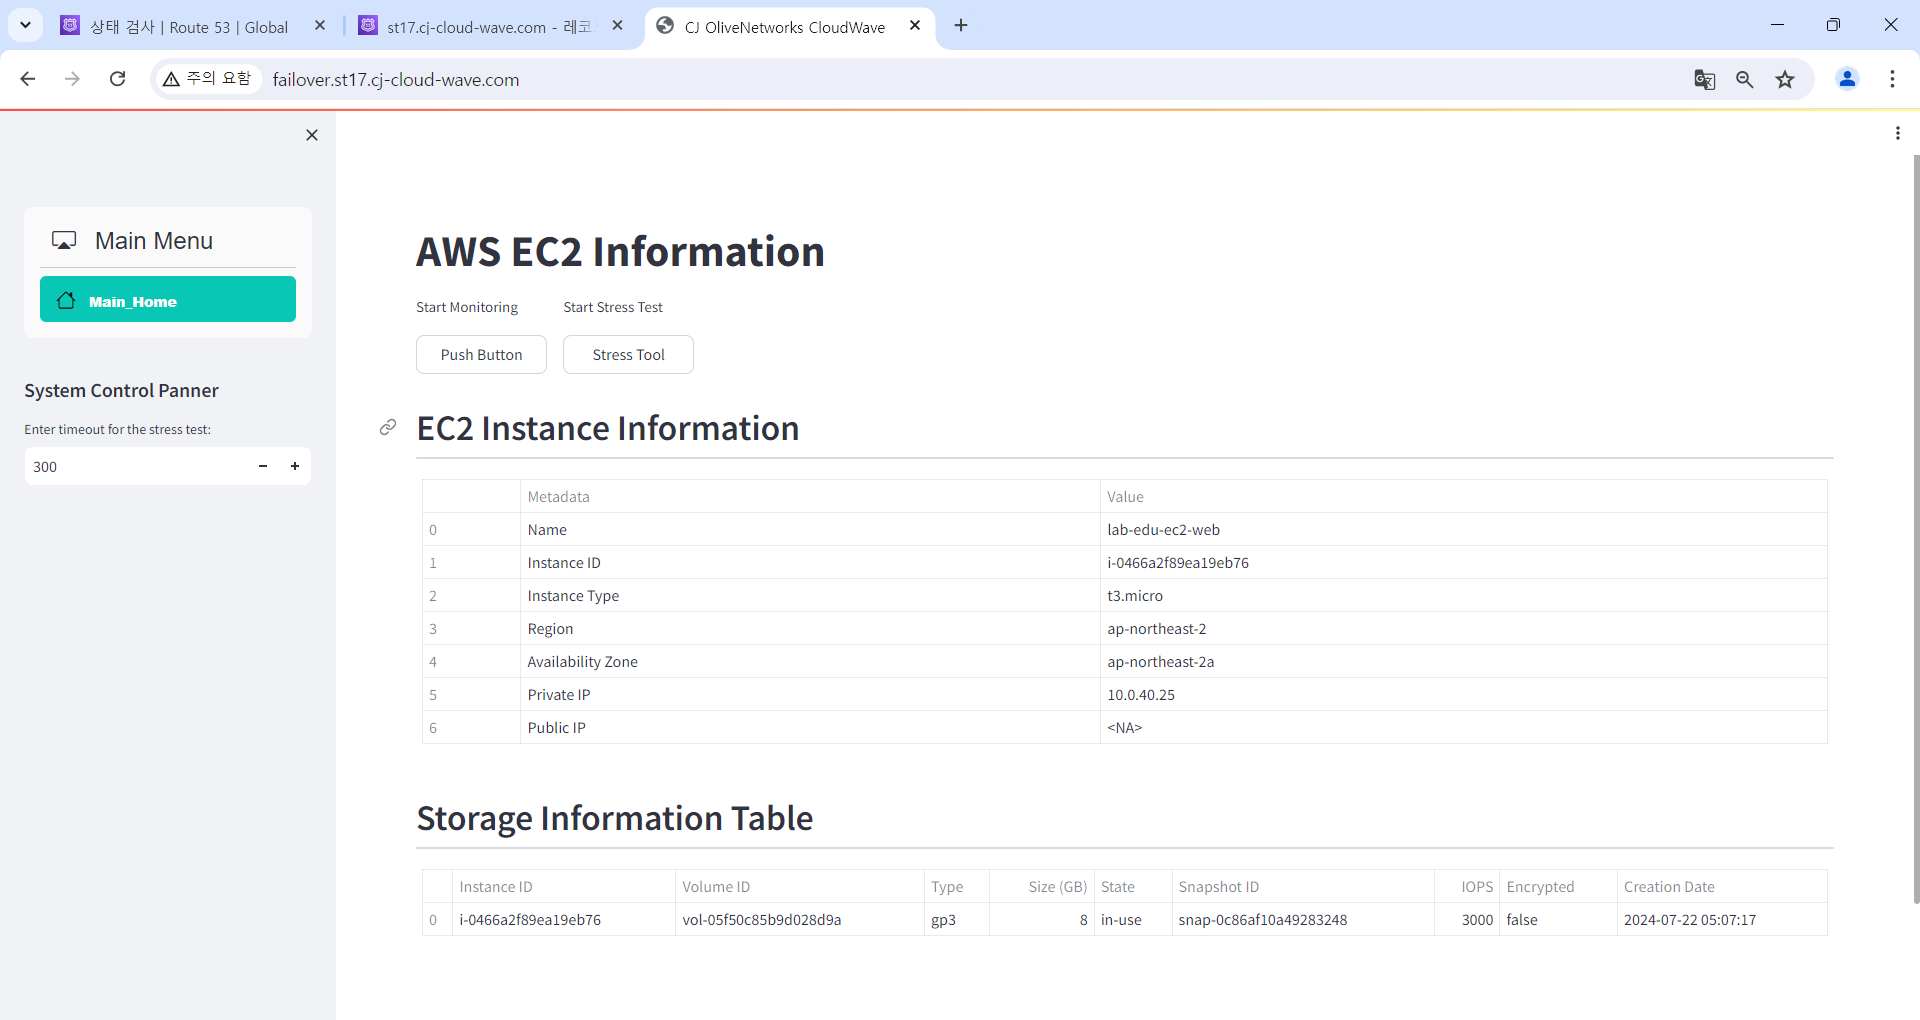 상태 검사 | Route 53 | Global
st17.cj-cloud-wave.com - 레코
CJ OliveNetworks CloudWave
주의 요함
failover.st17.cj-cloud-wave.com
Main Menu
Main_Home
System Control Panner
Enter timeout for the stress test:
300
AWS EC2 Information
Start Monitoring Start Stress Test
Push Button Stress Tool
EC2 Instance Information
Metadata Value
0 Name lab-edu-ec2-web
1 Instance ID i-0466a2f89ea19eb76
2 Instance Type t3.micro
3 Region ap-northeast-2
4 Availability Zone ap-northeast-2a
5 Private IP 10.0.40.25
6 Public IP <NA>
Storage Information Table
Instance ID Volume ID Type Size (GB) State Snapshot ID IOPS Encrypted Creation Date
0 i-0466a2f89ea19eb76 vol-05f50c85b9d028d9a gp3 8 in-use snap-0c86af10a49283248 3000 false 2024-07-22 05:07:17